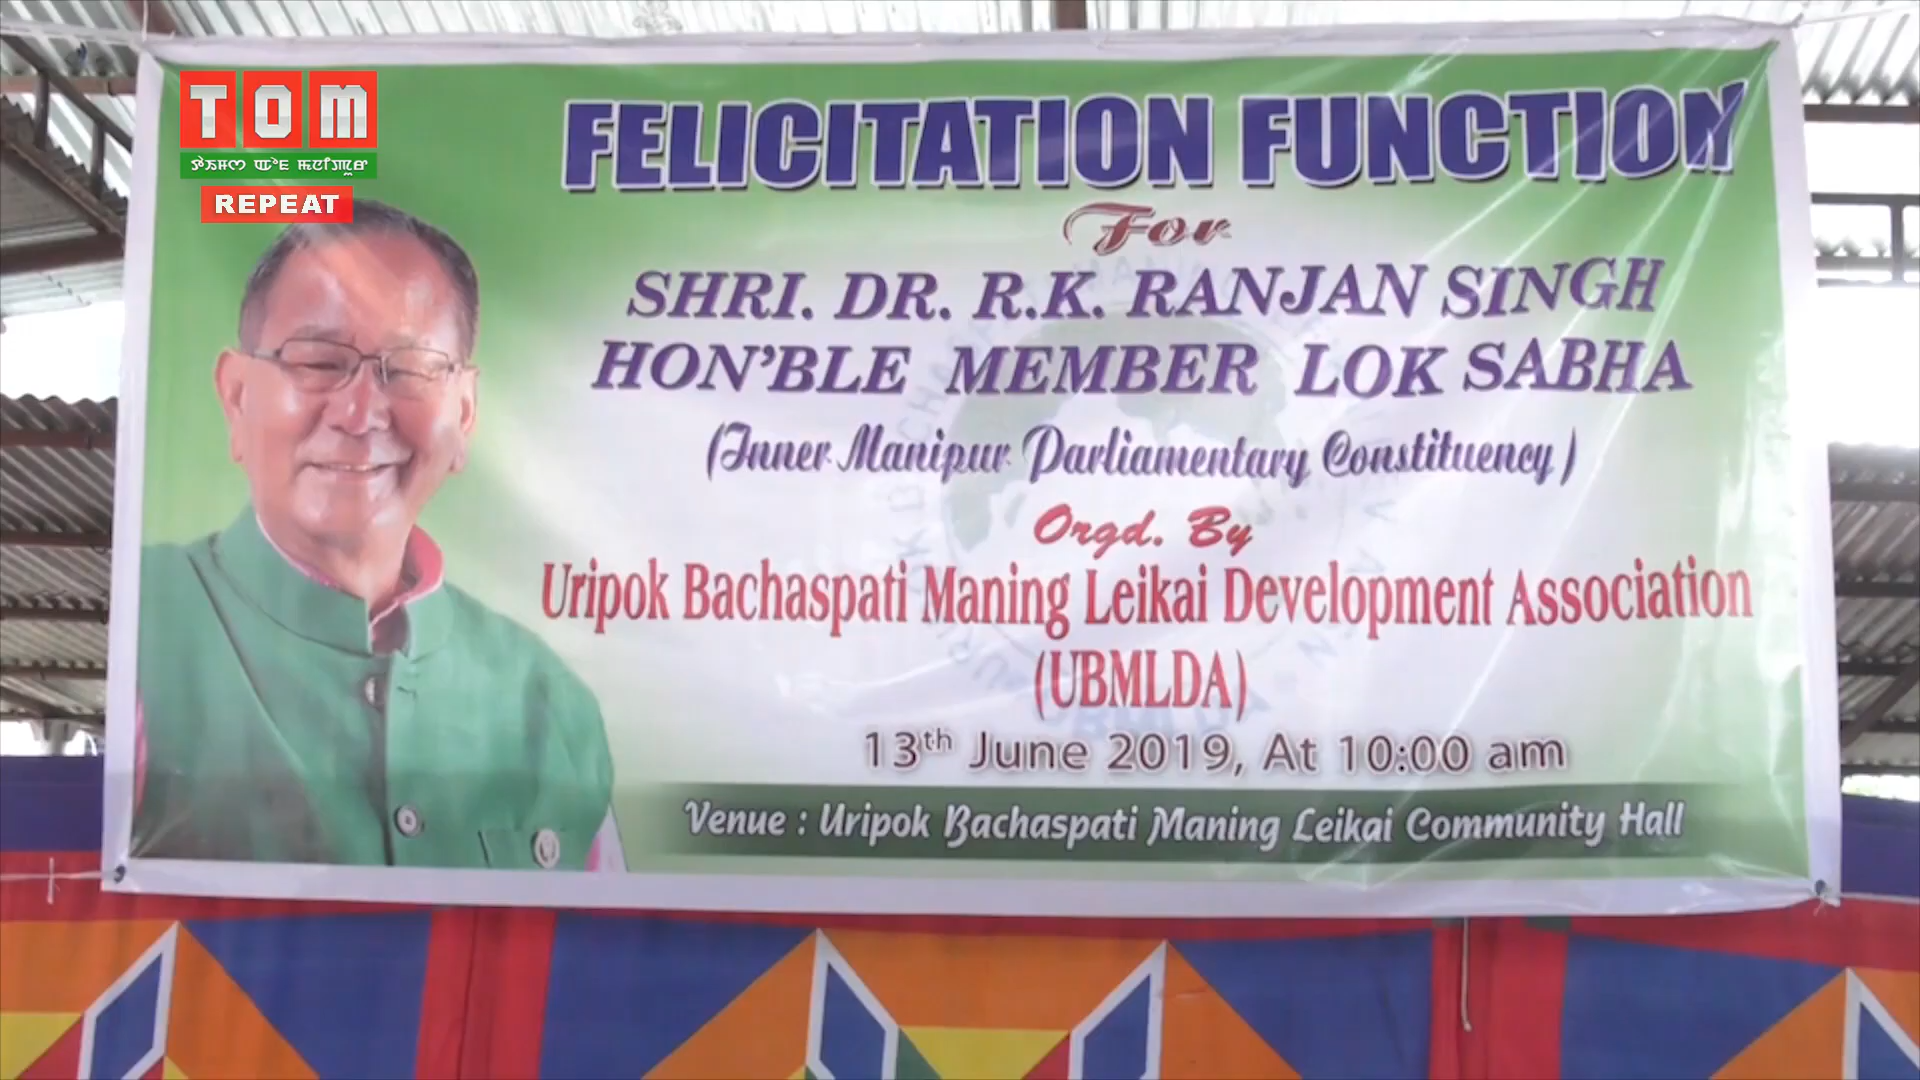 TOM
REPEAT
FELICITATION FUNCTION
For
SHRI. DR. R.K. RANJAN SINGH
HON'BLE MEMBER LOK SABHA
(Inner Manipur Parliamentary Constituency)
Orgd. By
Uripok Bachaspati Maning Leikai Development Association
(UBMLDA)
13th June 2019, At 10:00 am
Venue : Uripok Bachaspati Maning Leikai Community Hall